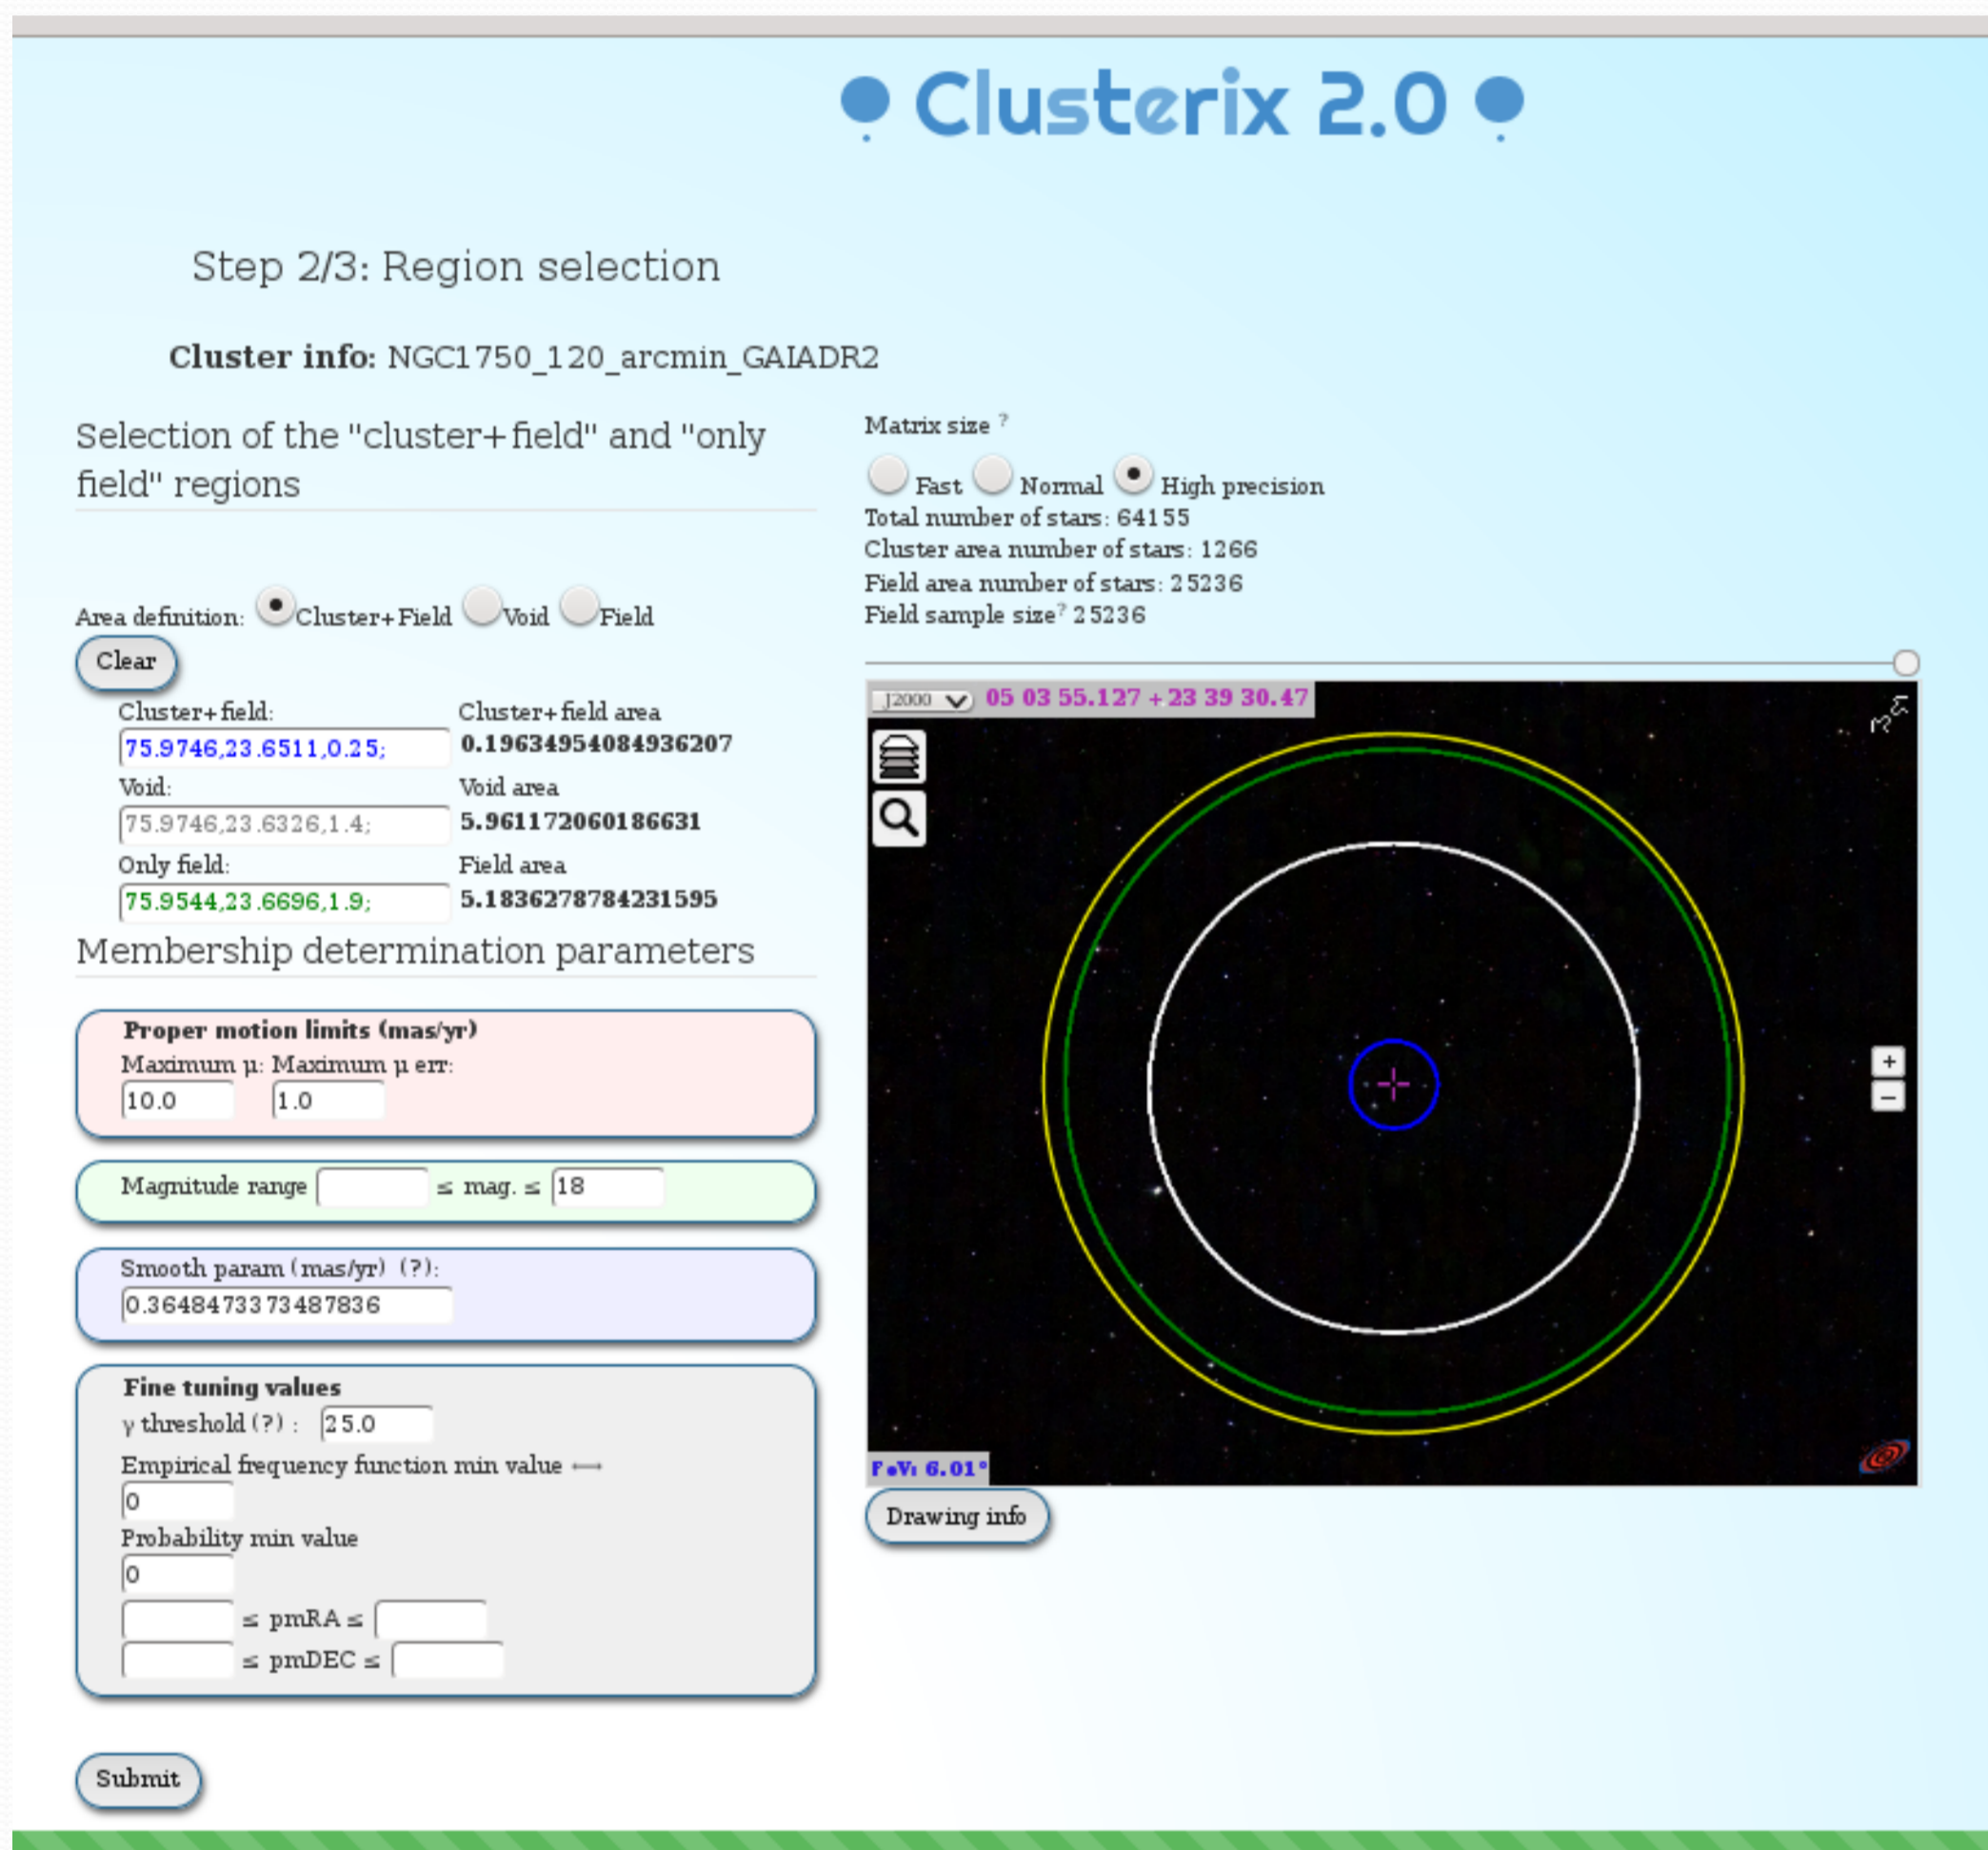 Clusterix 2.0
Step 2/3: Region selection
Cluster info: NGC1750_120_arcmin_GAIADR2
Selection of the "cluster+field" and "only
field" regions
Area definition: Cluster+Field Void Field
Clear
Cluster+field: Cluster+field area
75.9746,23.6511,0.25; 0.19634954084936207
Void: Void area
75.9746,23.6326,1.4; 5.961172060186631
Only field: Field area
75.9544,23.6696,1.9; 5.1836278784231595
Membership determination parameters
Proper motion limits (mas/yr)
Maximum μ: Maximum μ err:
10.0 1.0
Magnitude range ≤ mag. ≤ 18
Smooth param (mas/yr) (?):
0.3648473373487836
Fine tuning values
γ threshold (?) : 25.0
Empirical frequency function min value ⟷
0
Probability min value
0
≤ pmRA ≤
≤ pmDEC ≤
Submit
Matrix size ?
Fast Normal High precision
Total number of stars: 64155
Cluster area number of stars: 1266
Field area number of stars: 25236
Field sample size? 25236
J2000 05 03 55.127 +23 39 30.47
+
−
FoV: 6.01°
Drawing info